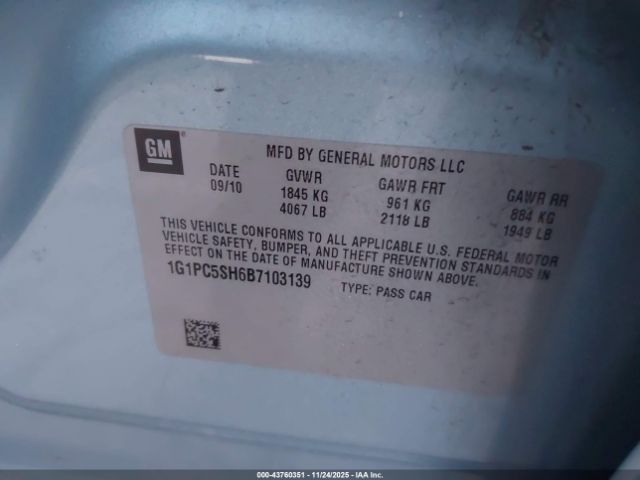 GM
®
MFD BY GENERAL MOTORS LLC
DATE GVWR GAWR FRT GAWR RR
09/10 1845 KG 961 KG 884 KG
4067 LB 2118 LB 1949 LB
THIS VEHICLE CONFORMS TO ALL APPLICABLE U.S. FEDERAL MOTOR
VEHICLE SAFETY, BUMPER, AND THEFT PREVENTION STANDARDS IN
EFFECT ON THE DATE OF MANUFACTURE SHOWN ABOVE.
1G1PC5SH6B7103139 TYPE: PASS CAR
000-43760351 - 11/24/2025 - IAAI.COM